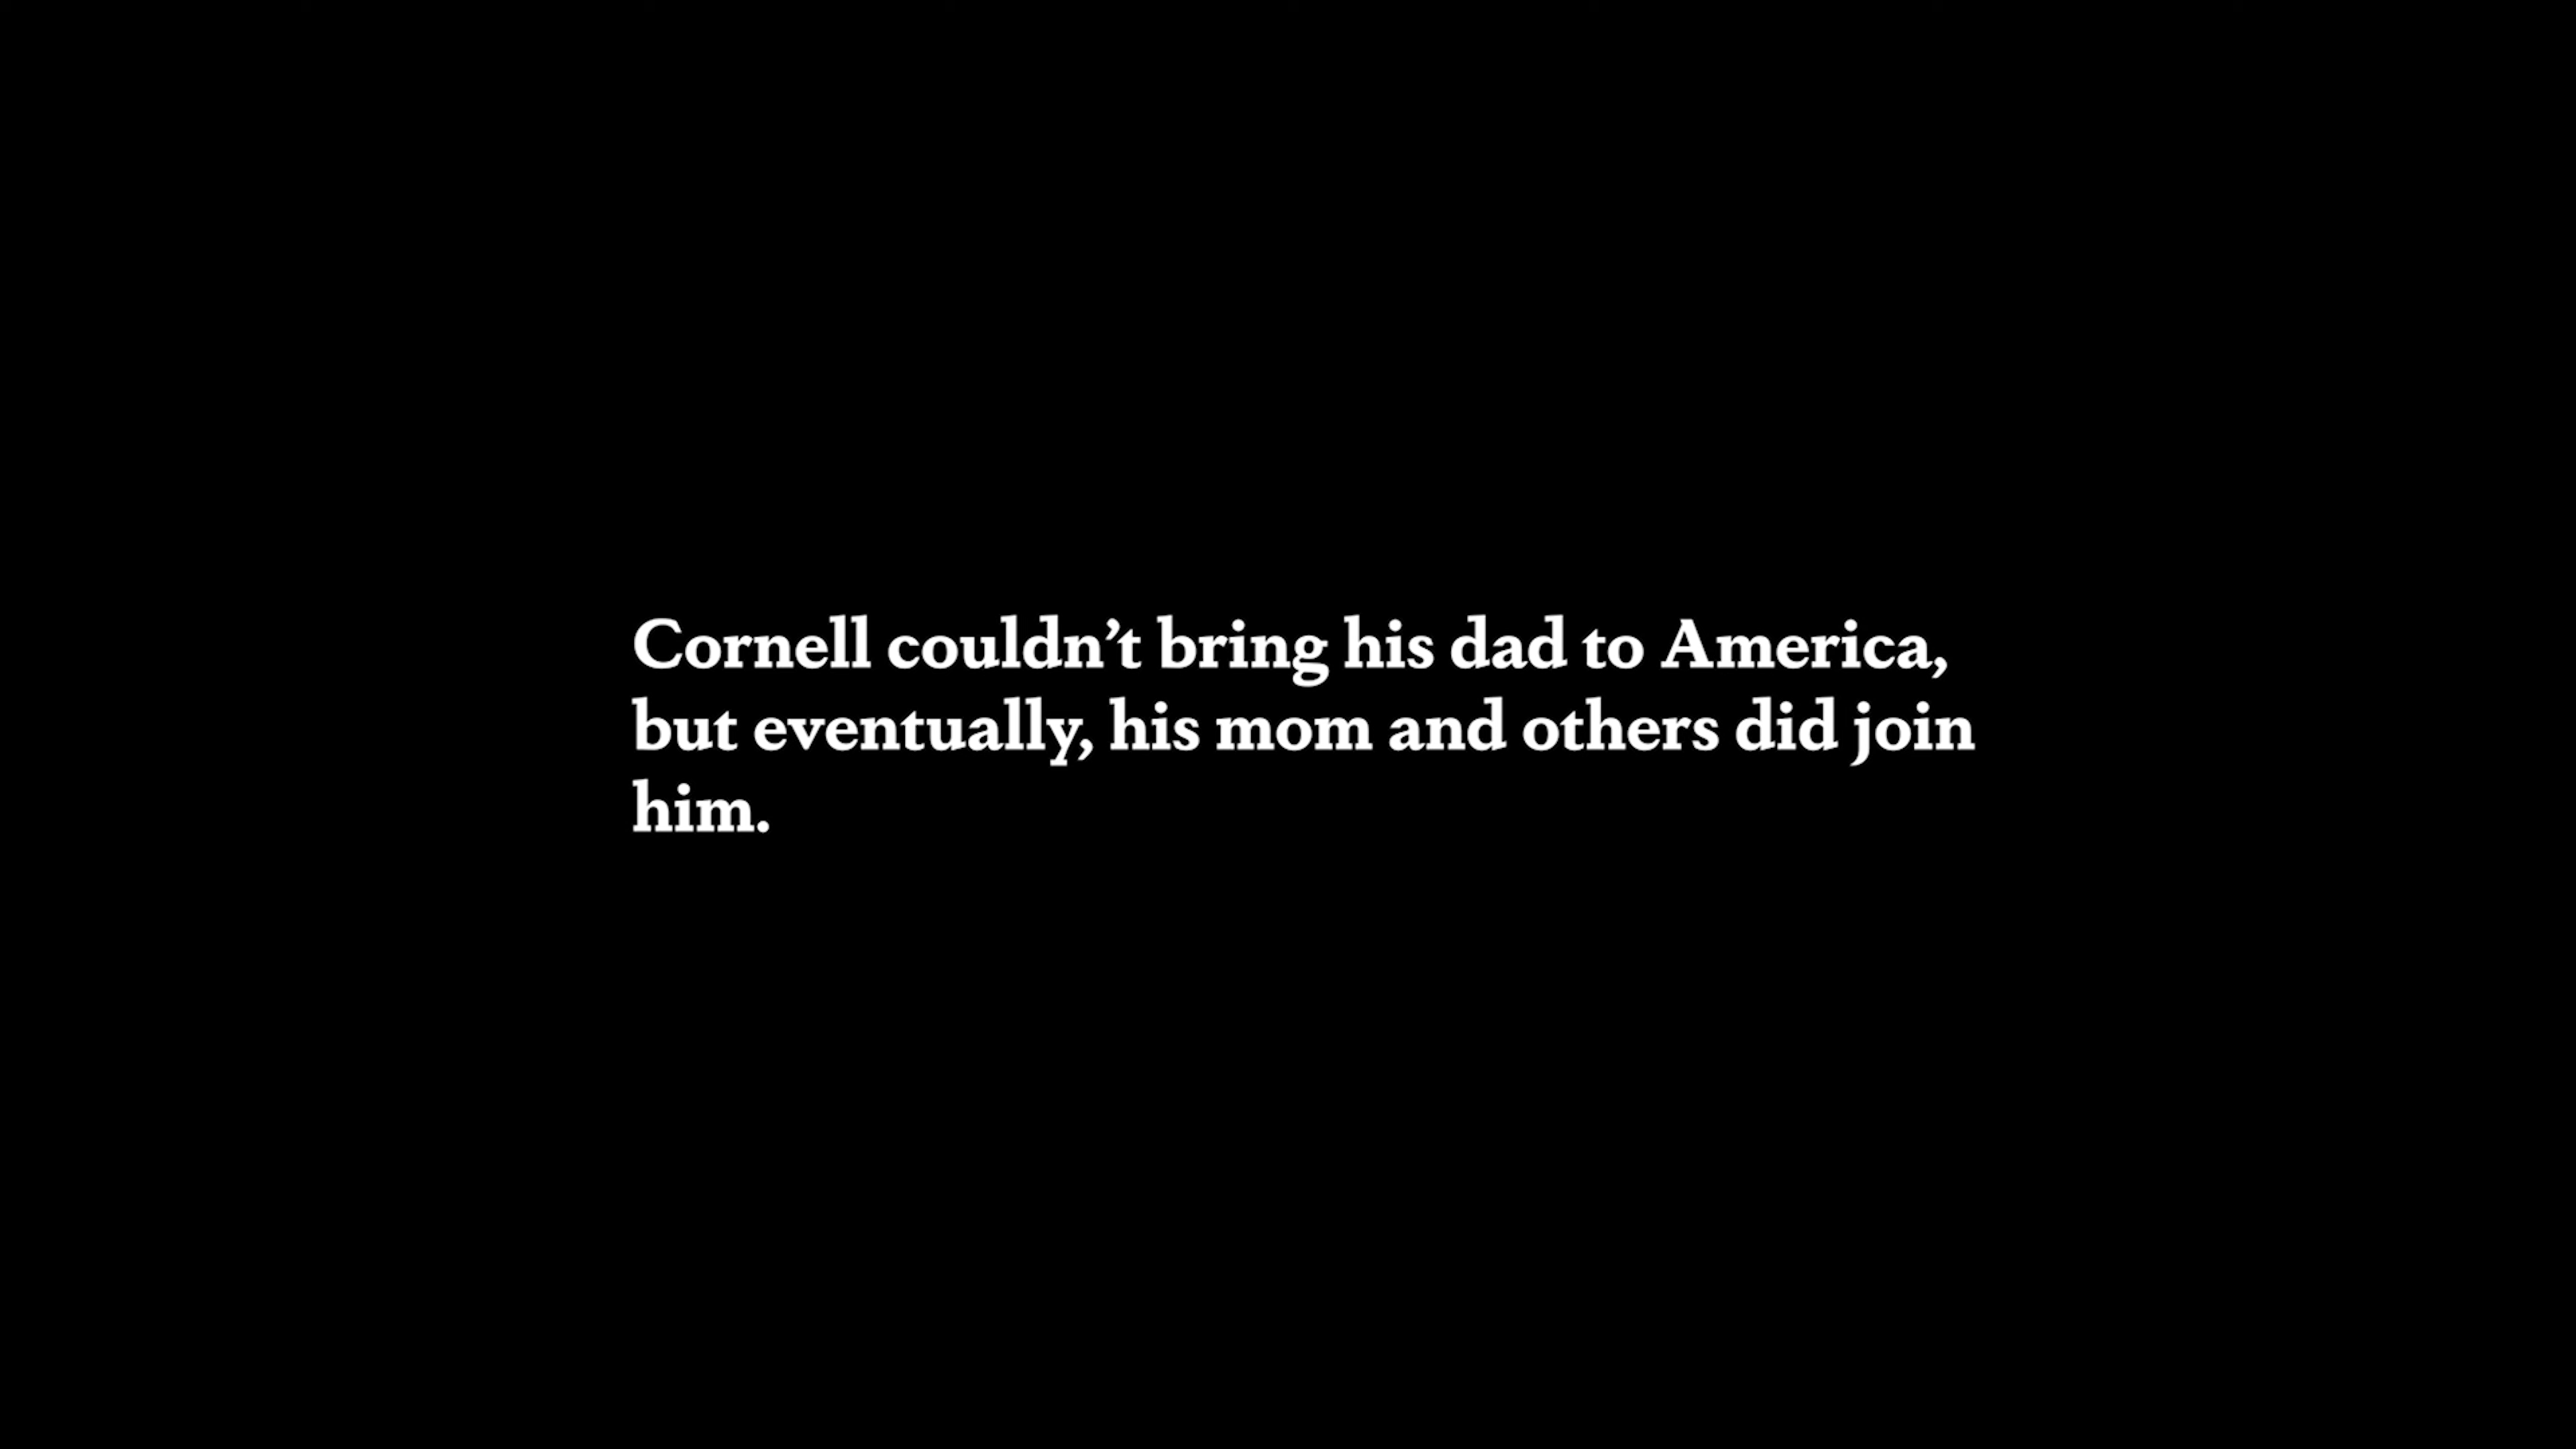 Cornell couldn’t bring his dad to America,
but eventually, his mom and others did join
him.